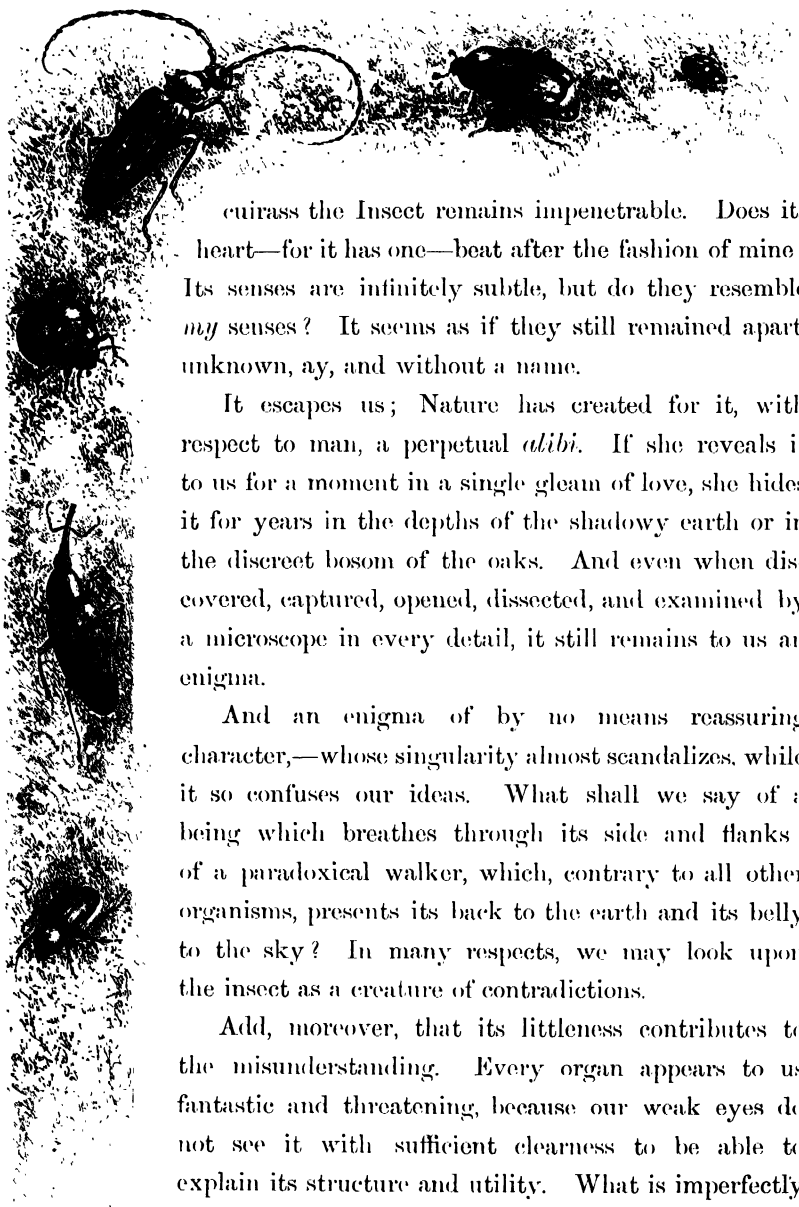 cuirass the Insect remains impenetrable. Does it
heart—for it has one—beat after the fashion of mine
Its senses are infinitely subtle, but do they resemble
my senses? It seems as if they still remained apart
unknown, ay, and without a name.
It escapes us; Nature has created for it, with
respect to man, a perpetual alibi. If she reveals i
to us for a moment in a single gleam of love, she hides
it for years in the depths of the shadowy earth or in
the discreet bosom of the oaks. And even when dis
covered, captured, opened, dissected, and examined by
a microscope in every detail, it still remains to us an
enigma.
And an enigma of by no means reassuring
character,—whose singularity almost scandalizes, while
it so confuses our ideas. What shall we say of a
being which breathes through its side and flanks
of a paradoxical walker, which, contrary to all other
organisms, presents its back to the earth and its belly
to the sky? In many respects, we may look upon
the insect as a creature of contradictions.
Add, moreover, that its littleness contributes to
the misunderstanding. Every organ appears to us
fantastic and threatening, because our weak eyes do
not see it with sufficient clearness to be able to
explain its structure and utility. What is imperfectly